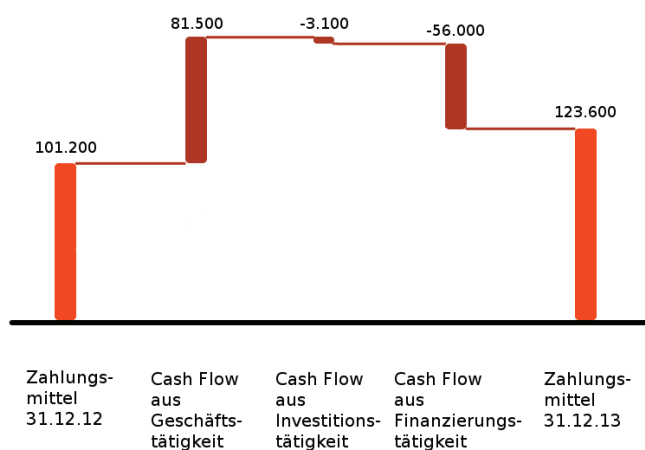 81.500
-3.100
-56.000
123.600
101.200
Zahlungs-
mittel
31.12.12
Cash Flow
aus
Geschäfts-
tätigkeit
Cash Flow
aus
Investitions-
tätigkeit
Cash Flow
aus
Finanzierungs-
tätigkeit
Zahlungs-
mittel
31.12.13